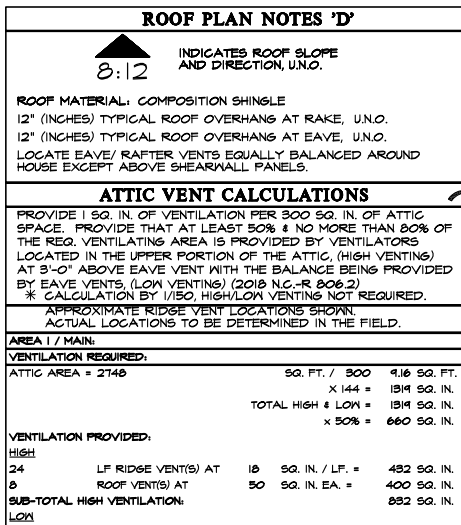 ROOF PLAN NOTES 'D'
8:12
INDICATES ROOF SLOPE
AND DIRECTION, U.N.O.
ROOF MATERIAL: COMPOSITION SHINGLE
12" (INCHES) TYPICAL ROOF OVERHANG AT RAKE, U.N.O.
12" (INCHES) TYPICAL ROOF OVERHANG AT EAVE, U.N.O.
LOCATE EAVE/ RAFTER VENTS EQUALLY BALANCED AROUND
HOUSE EXCEPT ABOVE SHEARWALL PANELS.
ATTIC VENT CALCULATIONS
PROVIDE 1 SQ. IN. OF VENTILATION PER 300 SQ. IN. OF ATTIC
SPACE. PROVIDE THAT AT LEAST 50% & NO MORE THAN 80% OF
THE REQ. VENTILATING AREA IS PROVIDED BY VENTILATORS
LOCATED IN THE UPPER PORTION OF THE ATTIC, (HIGH VENTING)
AT 3'-0" ABOVE EAVE VENT WITH THE BALANCE BEING PROVIDED
BY EAVE VENTS, (LOW VENTING) (2018 N.C.-R 806.2)
* CALCULATION BY 1/150, HIGH/LOW VENTING NOT REQUIRED.
APPROXIMATE RIDGE VENT LOCATIONS SHOWN.
ACTUAL LOCATIONS TO BE DETERMINED IN THE FIELD.
AREA 1 / MAIN:
VENTILATION REQUIRED:
ATTIC AREA = 2748 SQ. FT. / 300 9.16 SQ. FT.
X 144 = 1319 SQ. IN.
TOTAL HIGH & LOW = 1319 SQ. IN.
x 50% = 660 SQ. IN.
VENTILATION PROVIDED:
HIGH
24 LF RIDGE VENT(S) AT 18 SQ. IN. / LF. = 432 SQ. IN.
8 ROOF VENT(S) AT 50 SQ. IN. EA. = 400 SQ. IN.
SUB-TOTAL HIGH VENTILATION: 832 SQ. IN.
LOW